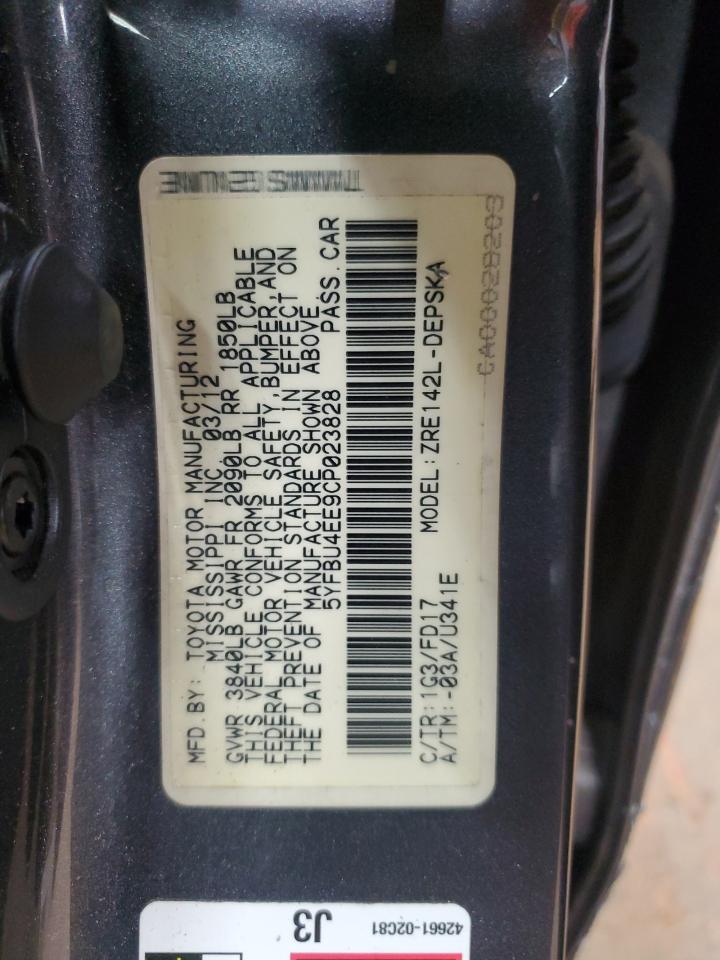 MFD.BY: TOYOTA MOTOR MANUFACTURING
MISSISSIPPI INC 03/12
GVWR 3840LB GAWR FR 2090LB RR 1850LB
THIS VEHICLE CONFORMS TO ALL APPLICABLE
FEDERAL MOTOR VEHICLE SAFETY, BUMPER, AND
THEFT PREVENTION STANDARDS IN EFFECT ON
THE DATE OF MANUFACTURE SHOWN ABOVE.
5YFBU4EE9CP023828 PASS.CAR
C/TR:1G3/FD17 MODEL:ZRE142L-DEPSKA
A/TM:-03A/U341E
CA00028203
J3
42661-02C81